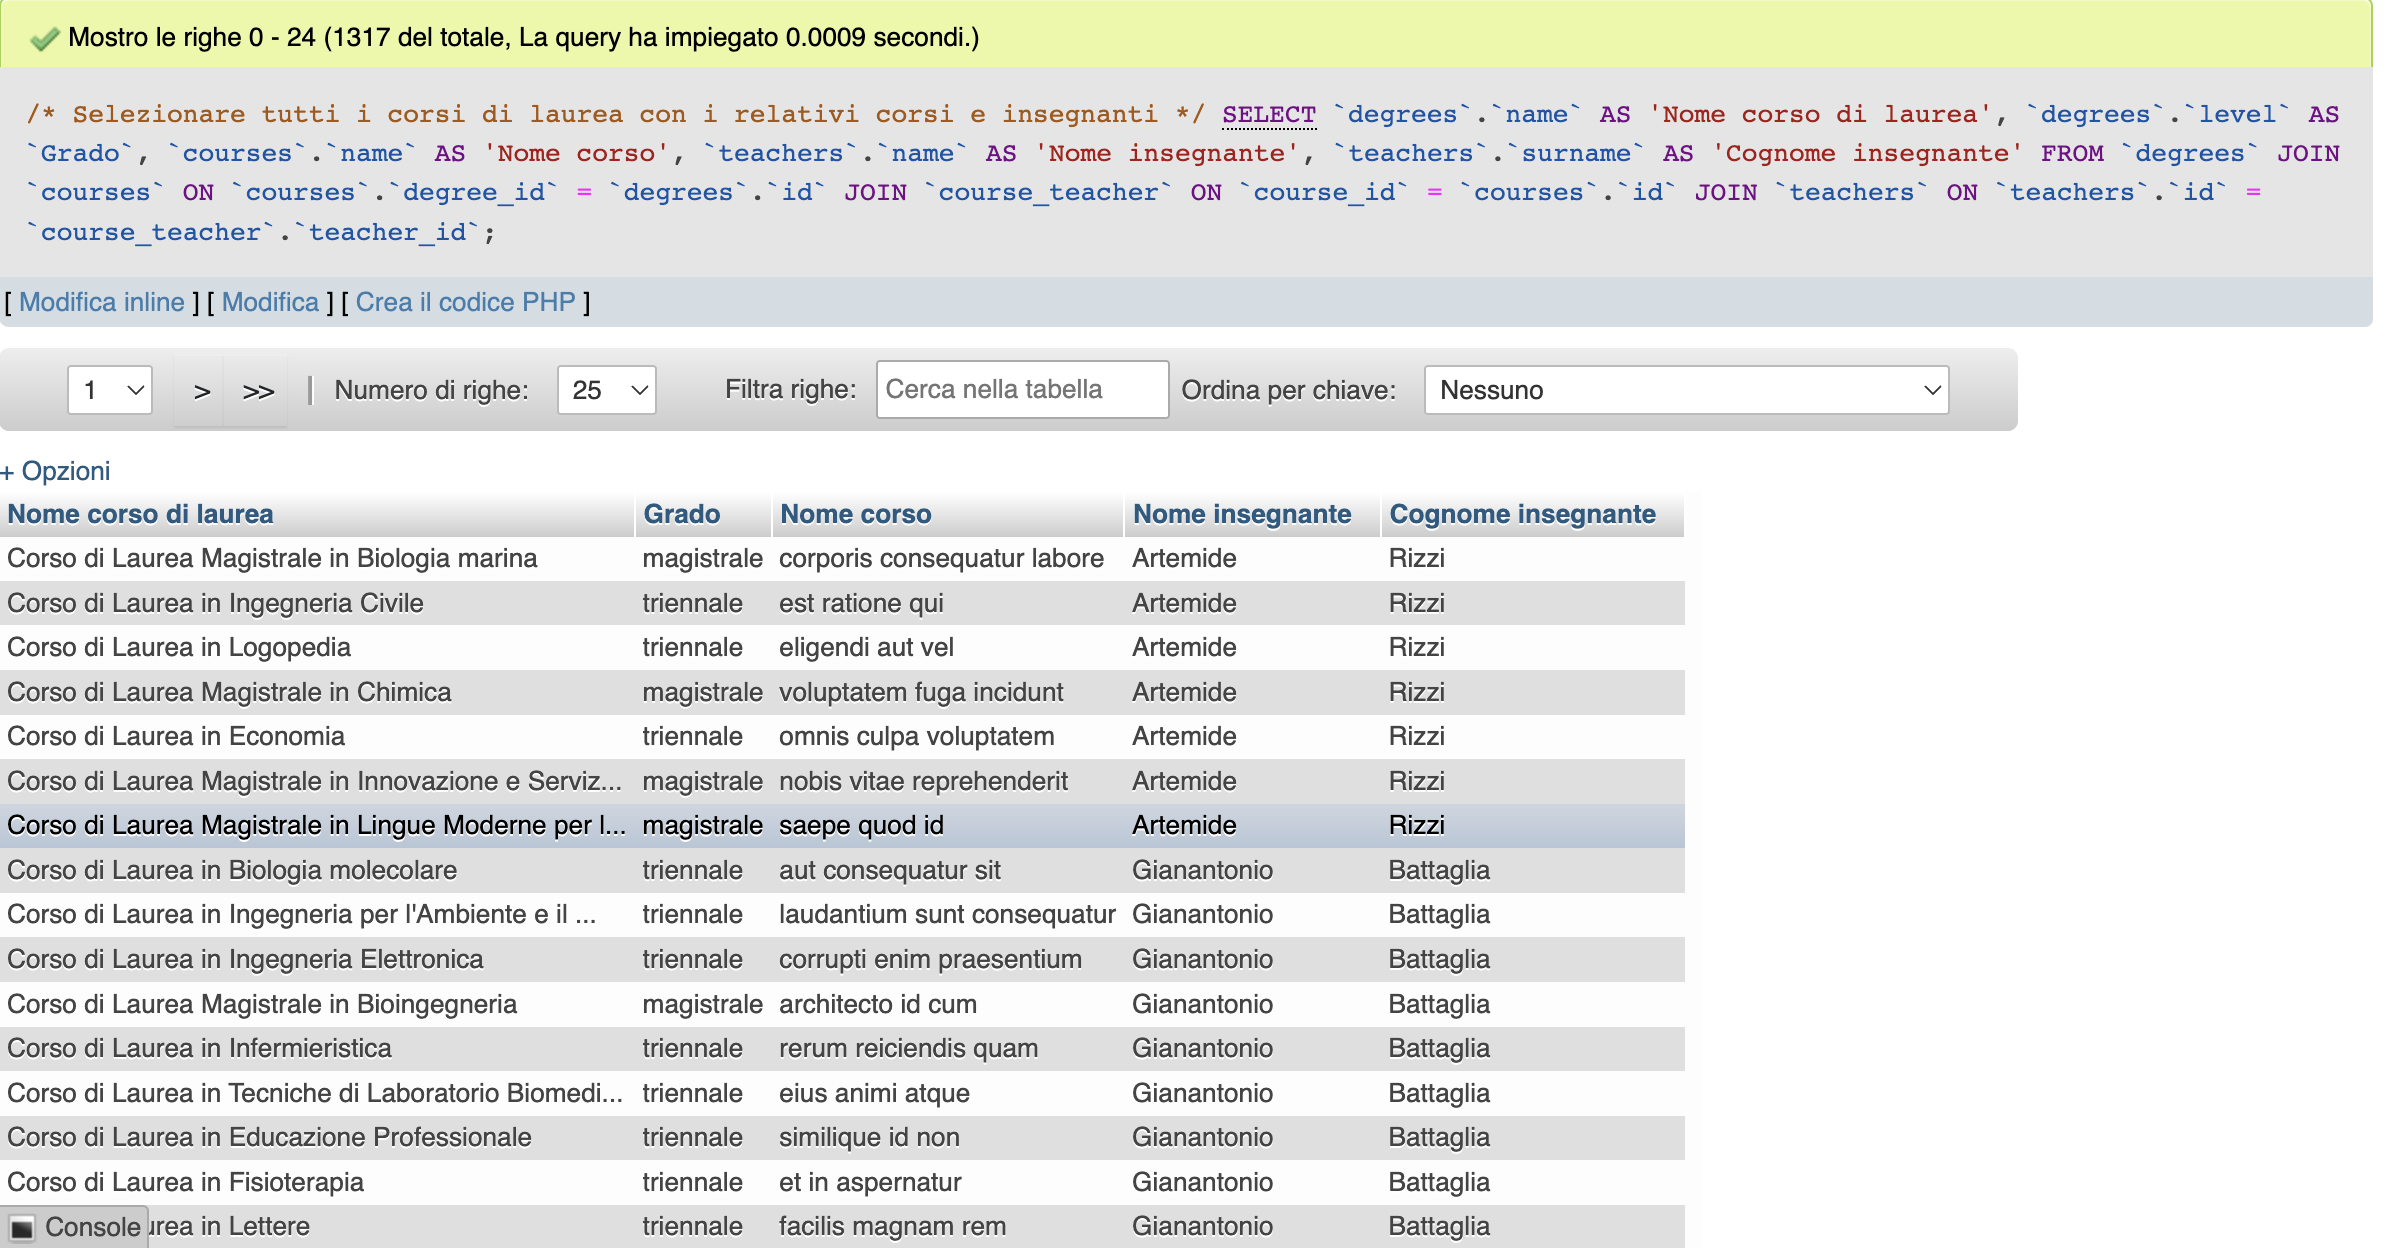 Mostro le righe 0 - 24 (1317 del totale, La query ha impiegato 0.0009 secondi.)
/* Selezionare tutti i corsi di laurea con i relativi corsi e insegnanti */ SELECT `degrees`.`name` AS 'Nome corso di laurea', `degrees`.`level` AS
`Grado`, `courses`.`name` AS 'Nome corso', `teachers`.`name` AS 'Nome insegnante', `teachers`.`surname` AS 'Cognome insegnante' FROM `degrees` JOIN
`courses` ON `courses`.`degree_id` = `degrees`.`id` JOIN `course_teacher` ON `course_id` = `courses`.`id` JOIN `teachers` ON `teachers`.`id` =
`course_teacher`.`teacher_id`;
[ Modifica inline ] [ Modifica ] [ Crea il codice PHP ]
1 > >> | Numero di righe: 25 Filtra righe: Cerca nella tabella Ordina per chiave: Nessuno
+ Opzioni
Nome corso di laurea Grado Nome corso Nome insegnante Cognome insegnante
Corso di Laurea Magistrale in Biologia marina magistrale corporis consequatur labore Artemide Rizzi
Corso di Laurea in Ingegneria Civile triennale est ratione qui Artemide Rizzi
Corso di Laurea in Logopedia triennale eligendi aut vel Artemide Rizzi
Corso di Laurea Magistrale in Chimica magistrale voluptatem fuga incidunt Artemide Rizzi
Corso di Laurea in Economia triennale omnis culpa voluptatem Artemide Rizzi
Corso di Laurea Magistrale in Innovazione e Serviz... magistrale nobis vitae reprehenderit Artemide Rizzi
Corso di Laurea Magistrale in Lingue Moderne per l... magistrale saepe quod id Artemide Rizzi
Corso di Laurea in Biologia molecolare triennale aut consequatur sit Gianantonio Battaglia
Corso di Laurea in Ingegneria per l'Ambiente e il ... triennale laudantium sunt consequatur Gianantonio Battaglia
Corso di Laurea in Ingegneria Elettronica triennale corrupti enim praesentium Gianantonio Battaglia
Corso di Laurea Magistrale in Bioingegneria magistrale architecto id cum Gianantonio Battaglia
Corso di Laurea in Infermieristica triennale rerum reiciendis quam Gianantonio Battaglia
Corso di Laurea in Tecniche di Laboratorio Biomedi... triennale eius animi atque Gianantonio Battaglia
Corso di Laurea in Educazione Professionale triennale similique id non Gianantonio Battaglia
Corso di Laurea in Fisioterapia triennale et in aspernatur Gianantonio Battaglia
Console urea in Lettere triennale facilis magnam rem Gianantonio Battaglia